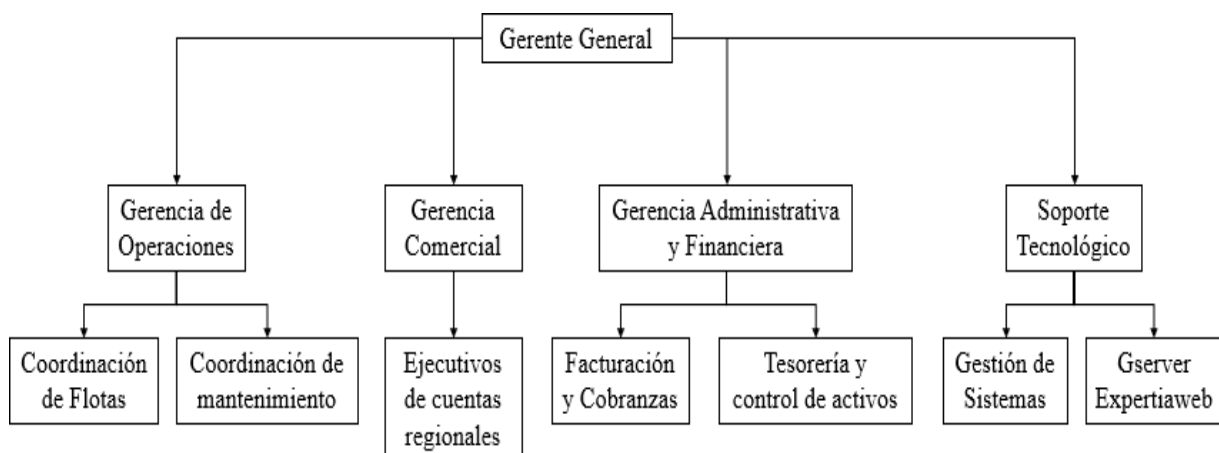 Gerente General
Gerencia de
Operaciones
Gerencia
Comercial
Gerencia Administrativa
y Financiera
Soporte
Tecnológico
Coordinación
de Flotas
Coordinación de
mantenimiento
Ejecutivos
de cuentas
regionales
Facturación
y Cobranzas
Tesorería y
control de activos
Gestión de
Sistemas
Gserver
Expertiaweb